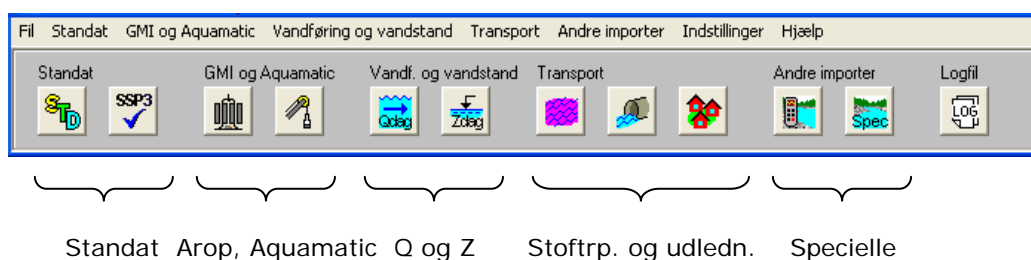 Fil Standat GMI og Aquamatic Vandføring og vandstand Transport Andre importer Indstillinger Hjælp
Standat GMI og Aquamatic Vandf. og vandstand Transport Andre importer Logfil
STD SSP3 Qdag Zdag Spec LOG
Standat Arop, Aquamatic Q og Z Stoftrp. og udledn. Specielle